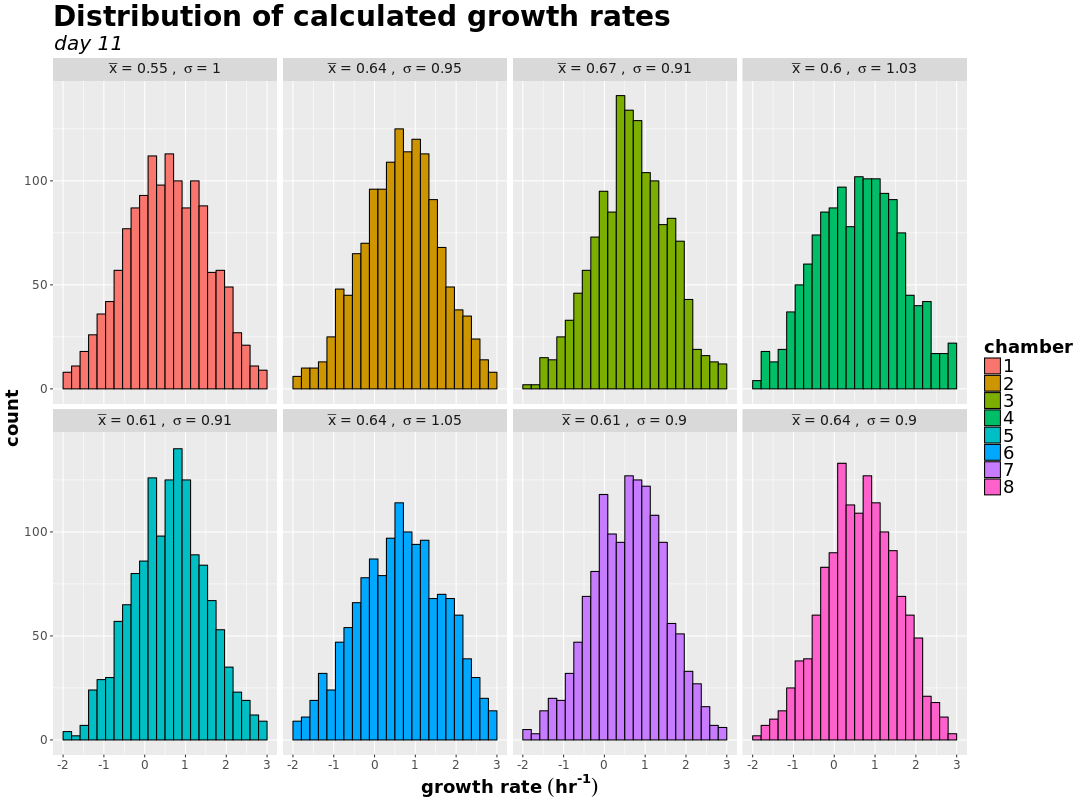 Distribution of calculated growth rates
day 11
x̅ = 0.55 , σ = 1
x̅ = 0.64 , σ = 0.95
x̅ = 0.67 , σ = 0.91
x̅ = 0.6 , σ = 1.03
100
50
0
x̅ = 0.61 , σ = 0.91
x̅ = 0.64 , σ = 1.05
x̅ = 0.61 , σ = 0.9
x̅ = 0.64 , σ = 0.9
100
50
0
-2 -1 0 1 2 3
-2 -1 0 1 2 3
-2 -1 0 1 2 3
-2 -1 0 1 2 3
count
growth rate (hr⁻¹)
chamber
1
2
3
4
5
6
7
8